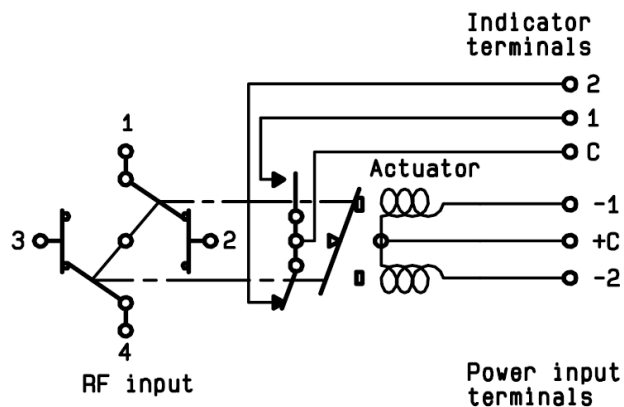 Indicator
terminals
2
1
1
C
Actuator
-1
3
2
+C
-2
4
RF input
Power input
terminals